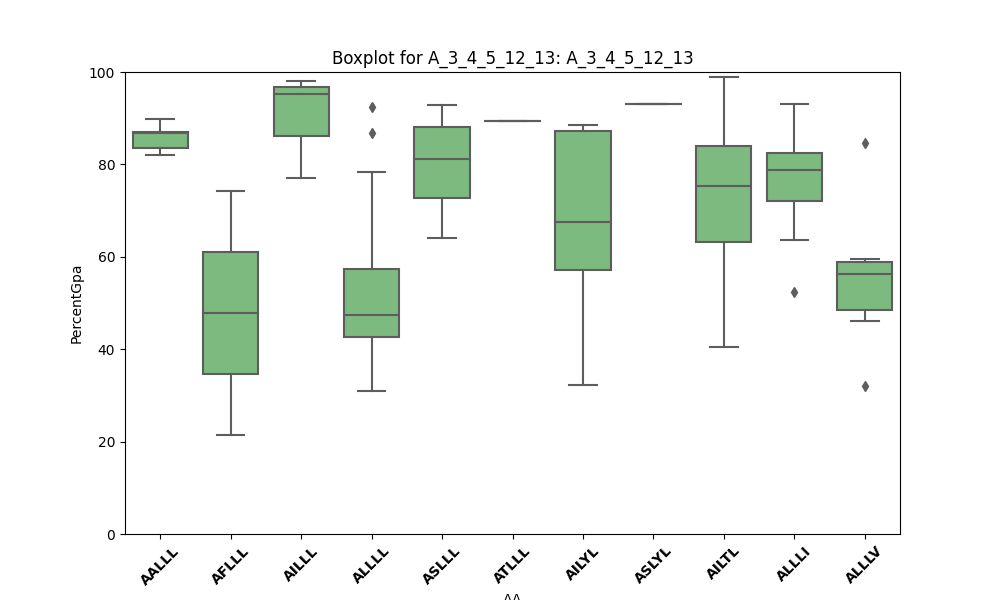 Boxplot for A_3_4_5_12_13: A_3_4_5_12_13
100
80
60
40
20
0
PercentGpa
AALLL AFLLL AILLL ALLLL ASLLL ATLLL AILYL ASLYL AILTL ALLLI ALLLV
AA